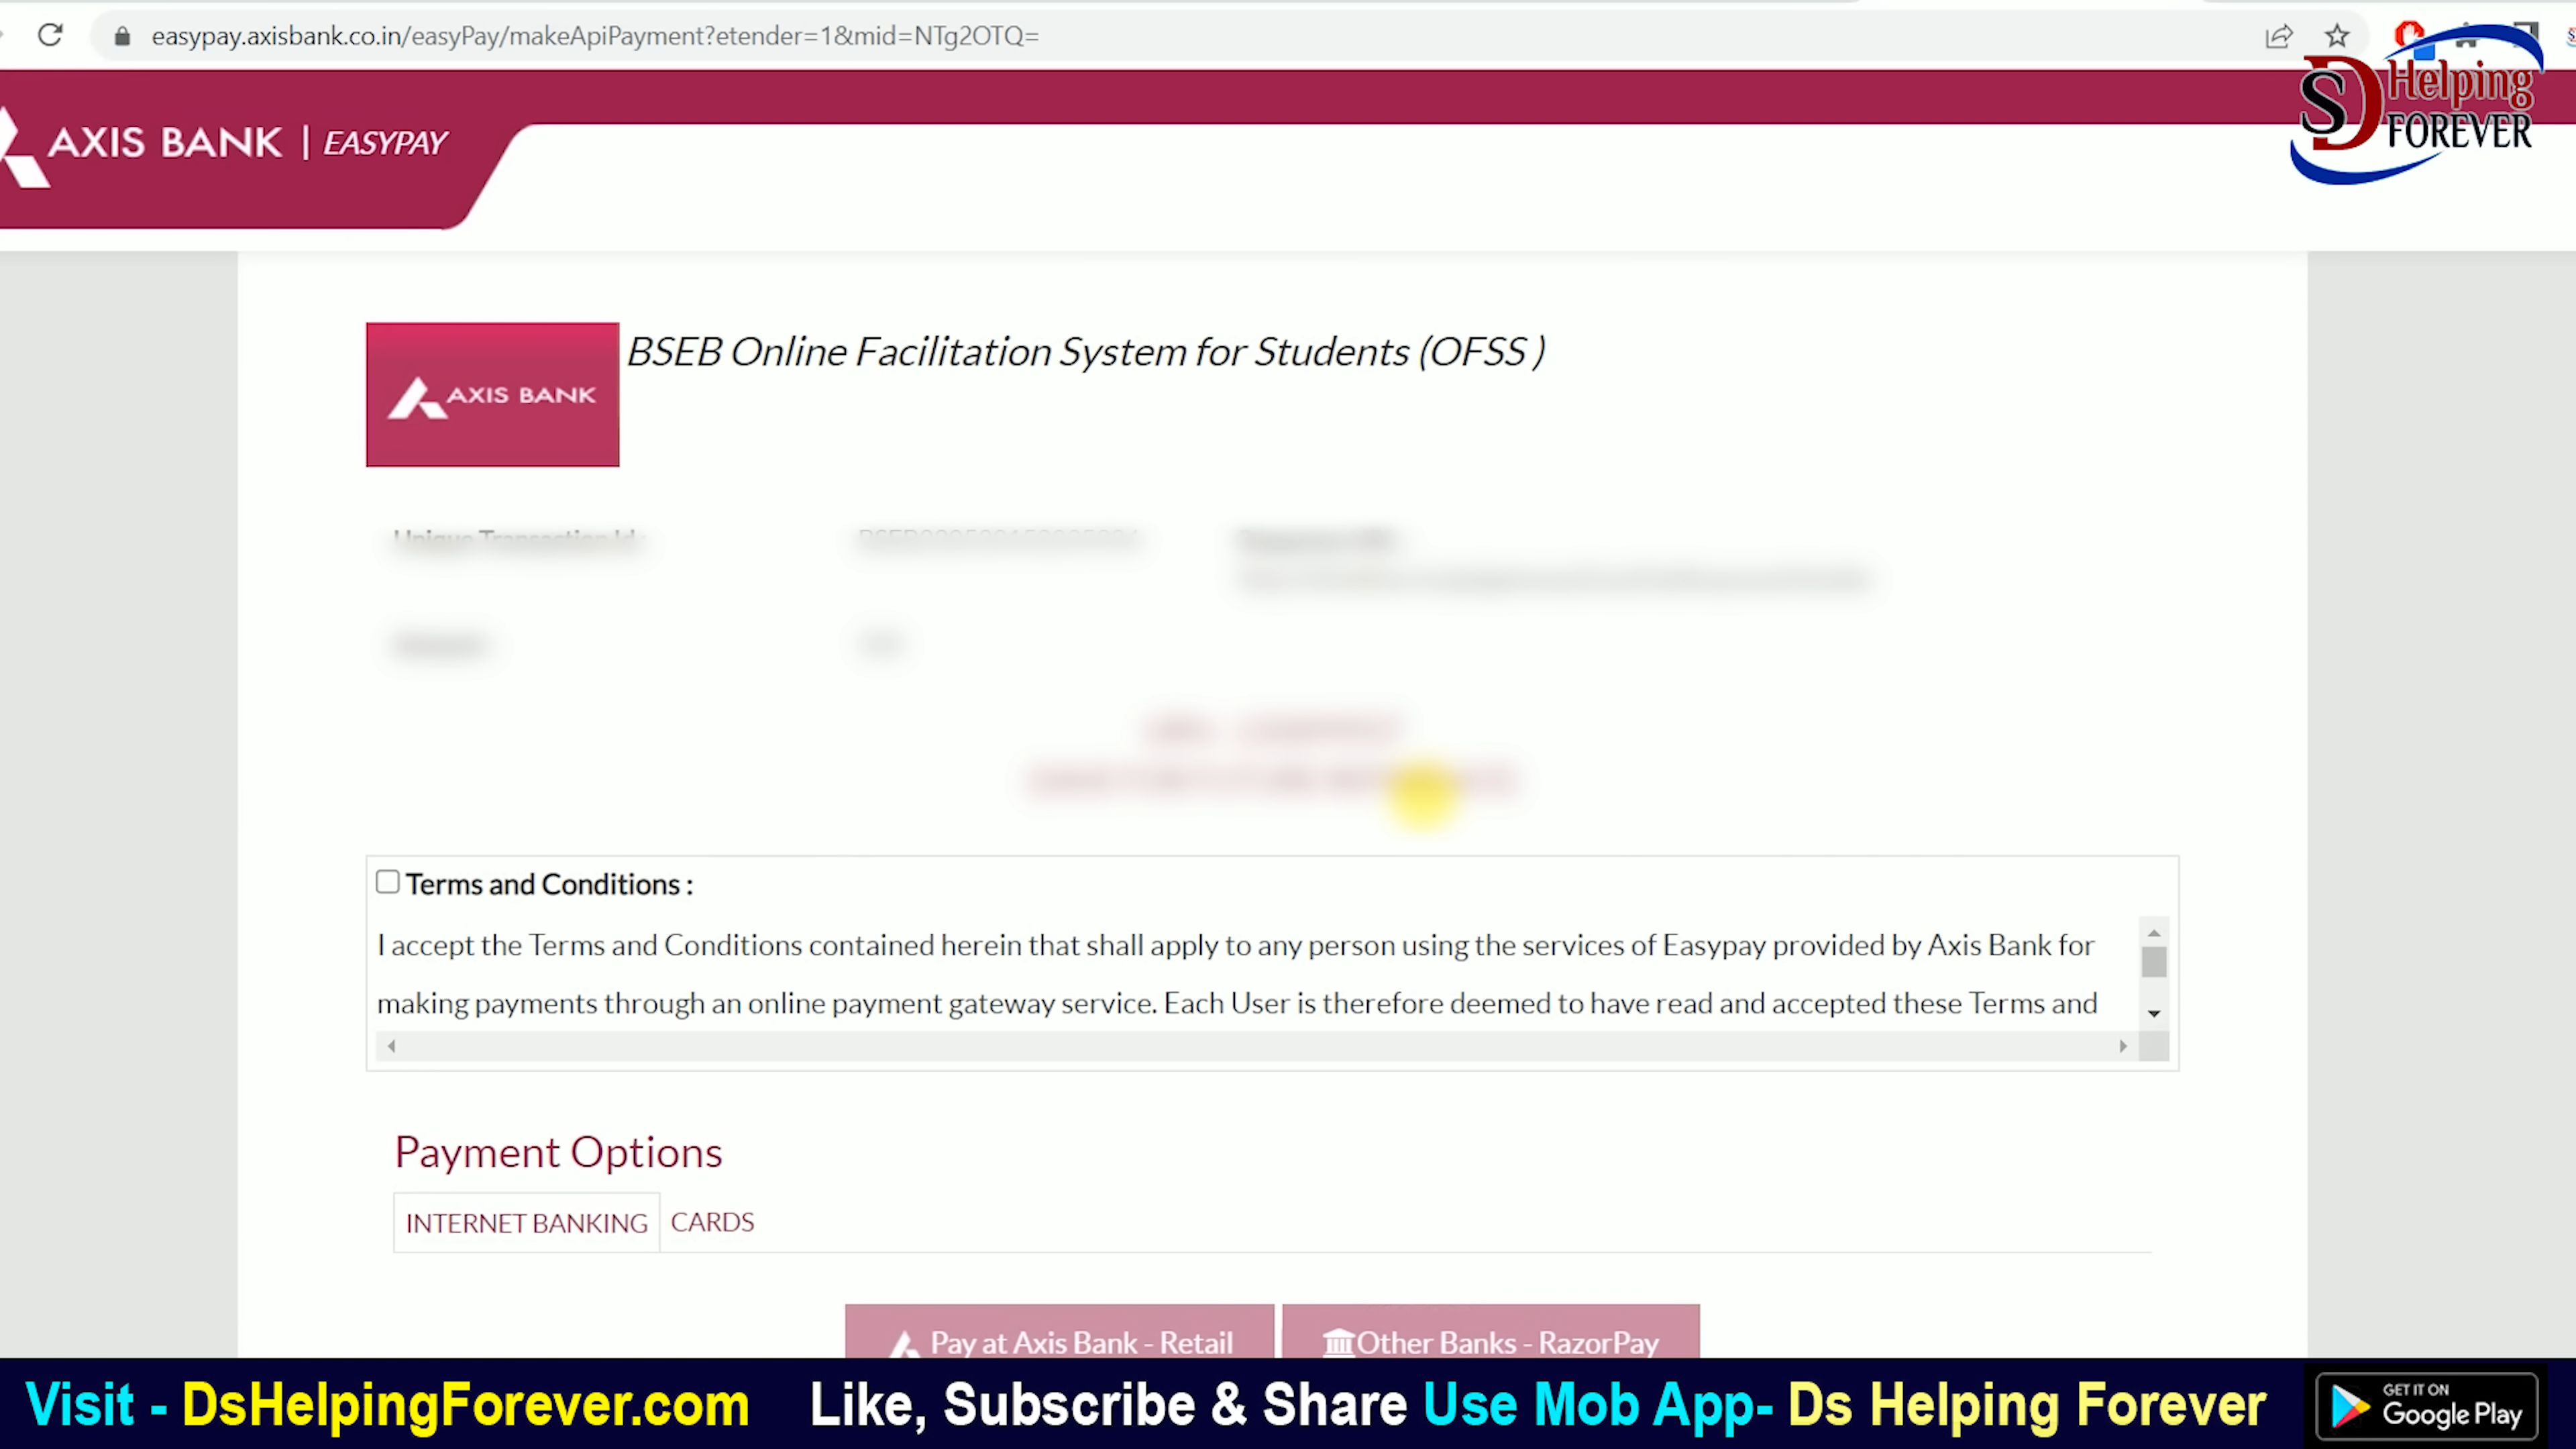 easypay.axisbank.co.in/easyPay/makeApiPayment?etender=1&mid=NTg2OTQ=
SD Helping
FOREVER
AXIS BANK | EASYPAY
BSEB Online Facilitation System for Students (OFSS )
AXIS BANK
Unique Transaction Id
Terms and Conditions :
I accept the Terms and Conditions contained herein that shall apply to any person using the services of Easypay provided by Axis Bank for
making payments through an online payment gateway service. Each User is therefore deemed to have read and accepted these Terms and
Payment Options
INTERNET BANKING CARDS
Pay at Axis Bank - Retail Other Banks - RazorPay
Visit - DsHelpingForever.com Like, Subscribe & Share Use Mob App- Ds Helping Forever
GET IT ON
Google Play